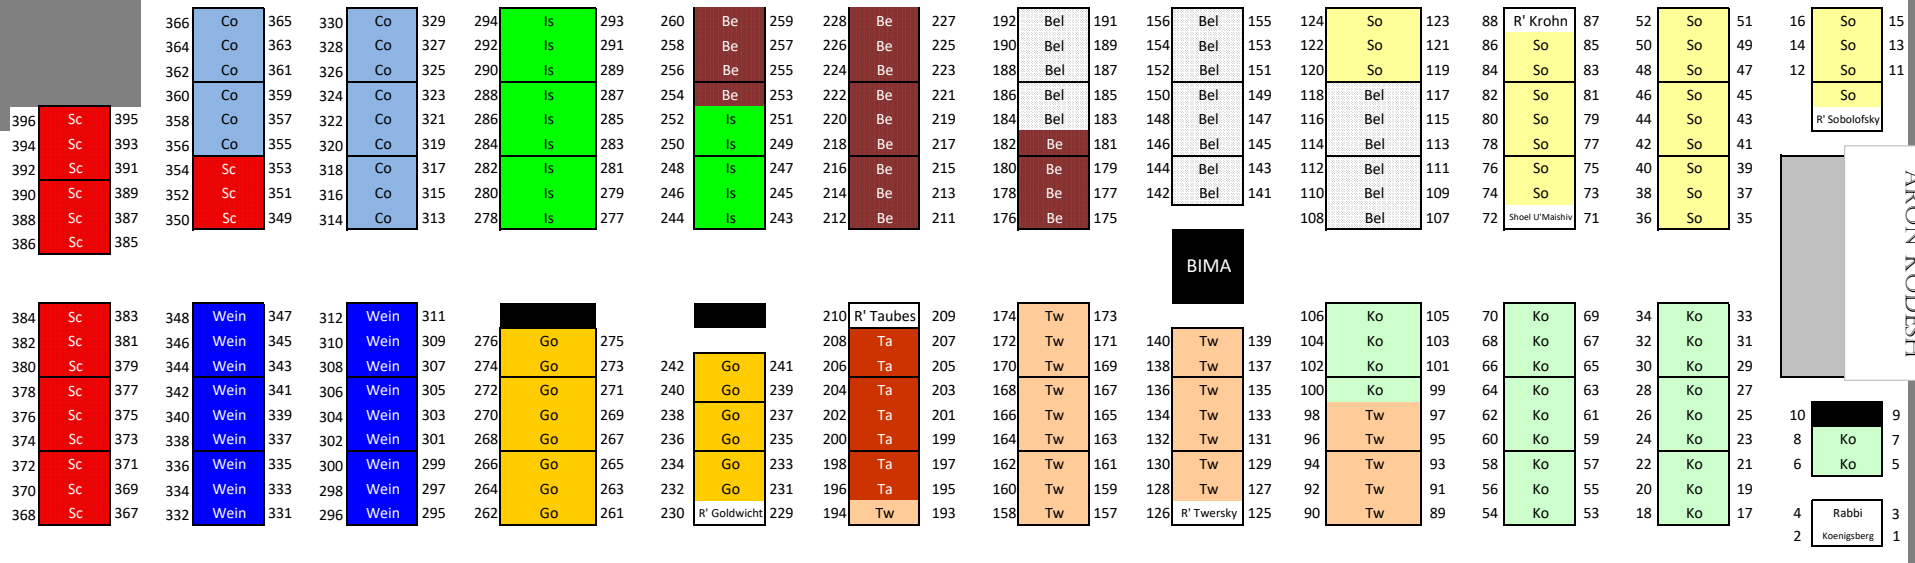 366 Co 365 330 Co 329 294 Is 293 260 Be 259 228 Be 227 192 Bel 191 156 Bel 155 124 So 123 88 R' Krohn 87 52 So 51 16 So 15
364 Co 363 328 Co 327 292 Is 291 258 Be 257 226 Be 225 190 Bel 189 154 Bel 153 122 So 121 86 So 85 50 So 49 14 So 13
362 Co 361 326 Co 325 290 Is 289 256 Be 255 224 Be 223 188 Bel 187 152 Bel 151 120 So 119 84 So 83 48 So 47 12 So 11
360 Co 359 324 Co 323 288 Is 287 254 Be 253 222 Be 221 186 Bel 185 150 Bel 149 118 Bel 117 82 So 81 46 So 45 So
396 Sc 395 358 Co 357 322 Co 321 286 Is 285 252 Is 251 220 Be 219 184 Bel 183 148 Bel 147 116 Bel 115 80 So 79 44 So 43 R' Sobolofsky
394 Sc 393 356 Co 355 320 Co 319 284 Is 283 250 Is 249 218 Be 217 182 Be 181 146 Bel 145 114 Bel 113 78 So 77 42 So 41
392 Sc 391 354 Sc 353 318 Co 317 282 Is 281 248 Is 247 216 Be 215 180 Be 179 144 Bel 143 112 Bel 111 76 So 75 40 So 39
390 Sc 389 352 Sc 351 316 Co 315 280 Is 279 246 Is 245 214 Be 213 178 Be 177 142 Bel 141 110 Bel 109 74 So 73 38 So 37
388 Sc 387 350 Sc 349 314 Co 313 278 Is 277 244 Is 243 212 Be 211 176 Be 175 108 Bel 107 72 Shoel U'Maishiv 71 36 So 35
386 Sc 385
BIMA
ARON KODESH
384 Sc 383 348 Wein 347 312 Wein 311 210 R' Taubes 209 174 Tw 173 106 Ko 105 70 Ko 69 34 Ko 33
382 Sc 381 346 Wein 345 310 Wein 309 276 Go 275 208 Ta 207 172 Tw 171 140 Tw 139 104 Ko 103 68 Ko 67 32 Ko 31
380 Sc 379 344 Wein 343 308 Wein 307 274 Go 273 242 Go 241 206 Ta 205 170 Tw 169 138 Tw 137 102 Ko 101 66 Ko 65 30 Ko 29
378 Sc 377 342 Wein 341 306 Wein 305 272 Go 271 240 Go 239 204 Ta 203 168 Tw 167 136 Tw 135 100 Ko 99 64 Ko 63 28 Ko 27
376 Sc 375 340 Wein 339 304 Wein 303 270 Go 269 238 Go 237 202 Ta 201 166 Tw 165 134 Tw 133 98 Tw 97 62 Ko 61 26 Ko 25 10 9
374 Sc 373 338 Wein 337 302 Wein 301 268 Go 267 236 Go 235 200 Ta 199 164 Tw 163 132 Tw 131 96 Tw 95 60 Ko 59 24 Ko 23 8 Ko 7
372 Sc 371 336 Wein 335 300 Wein 299 266 Go 265 234 Go 233 198 Ta 197 162 Tw 161 130 Tw 129 94 Tw 93 58 Ko 57 22 Ko 21 6 Ko 5
370 Sc 369 334 Wein 333 298 Wein 297 264 Go 263 232 Go 231 196 Ta 195 160 Tw 159 128 Tw 127 92 Tw 91 56 Ko 55 20 Ko 19
368 Sc 367 332 Wein 331 296 Wein 295 262 Go 261 230 R' Goldwicht 229 194 Tw 193 158 Tw 157 126 R' Twersky 125 90 Tw 89 54 Ko 53 18 Ko 17 4 Rabbi 3
2 Koenigsberg 1